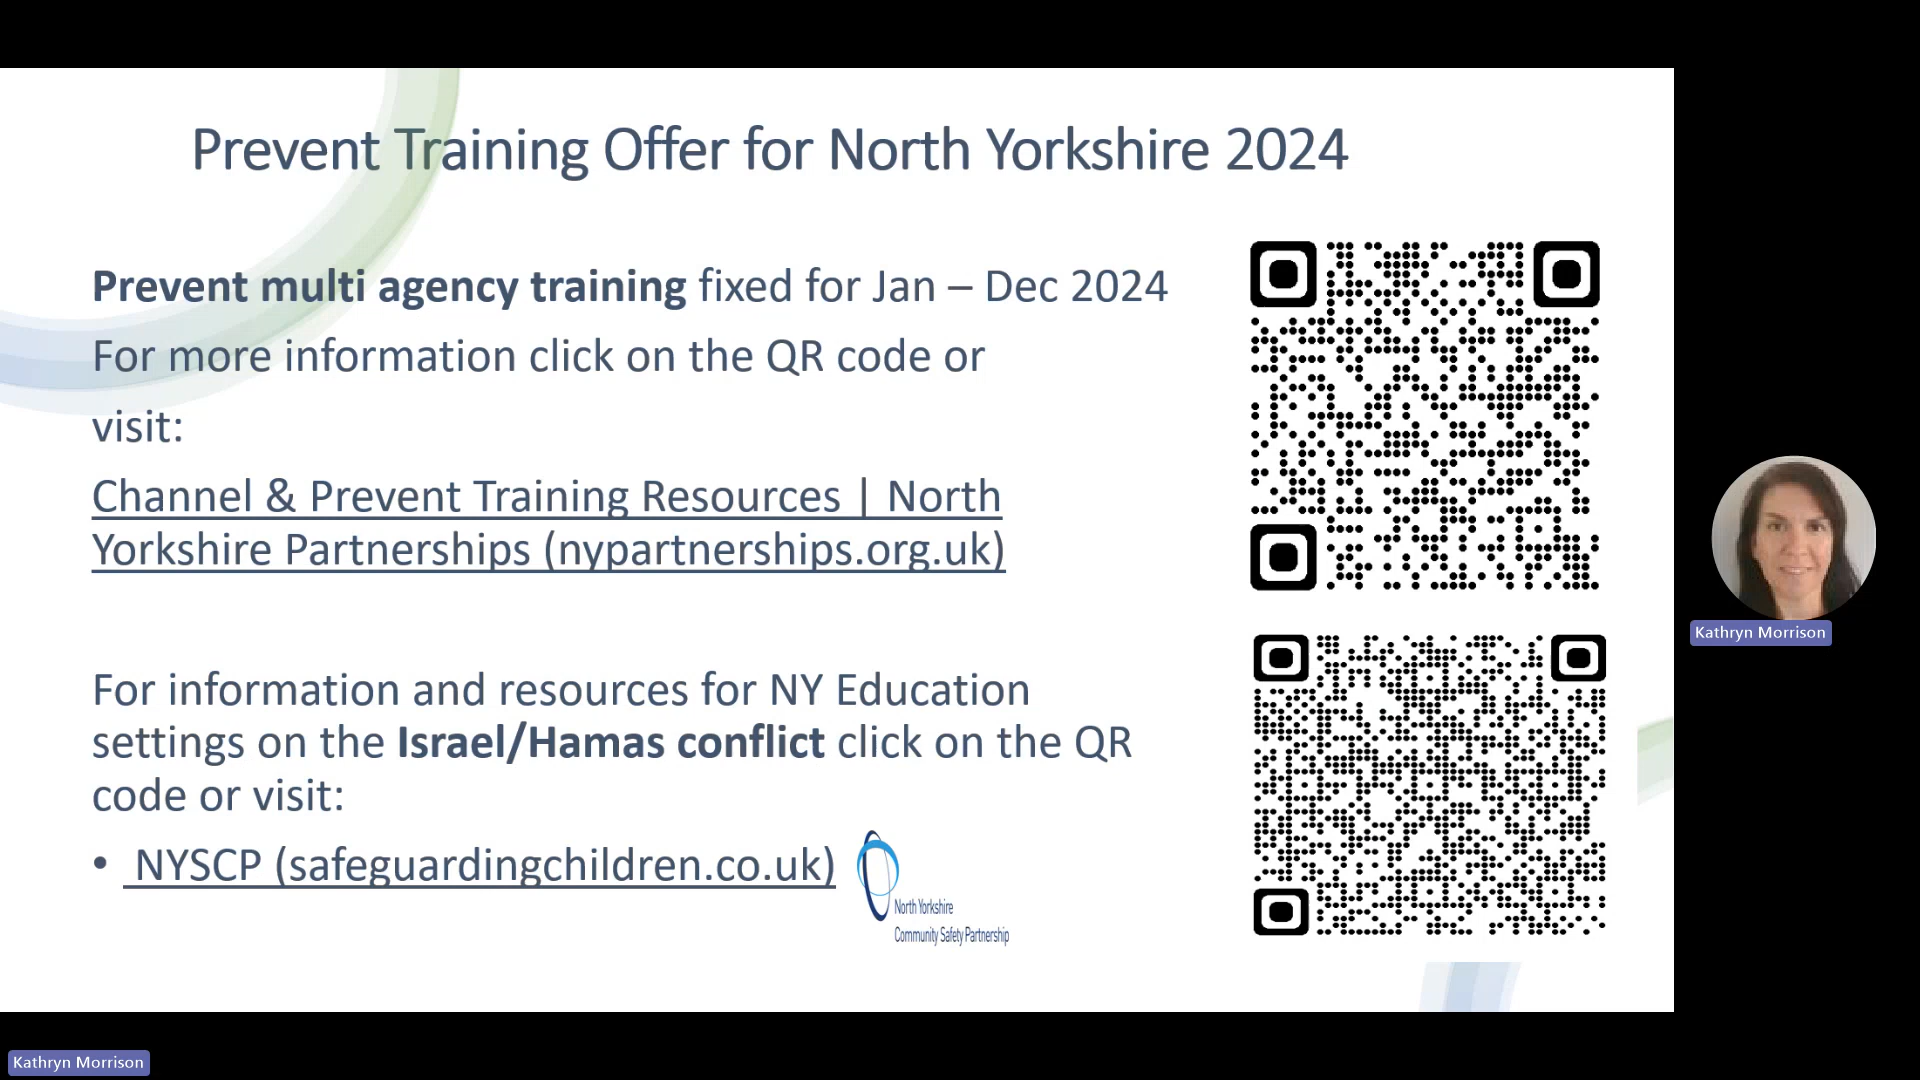 Prevent Training Offer for North Yorkshire 2024
Prevent multi agency training fixed for Jan – Dec 2024
For more information click on the QR code or
visit:
Channel & Prevent Training Resources | North
Yorkshire Partnerships (nypartnerships.org.uk)
For information and resources for NY Education
settings on the Israel/Hamas conflict click on the QR
code or visit:
• NYSCP (safeguardingchildren.co.uk)
North Yorkshire
Community Safety Partnership
Kathryn Morrison
Kathryn Morrison